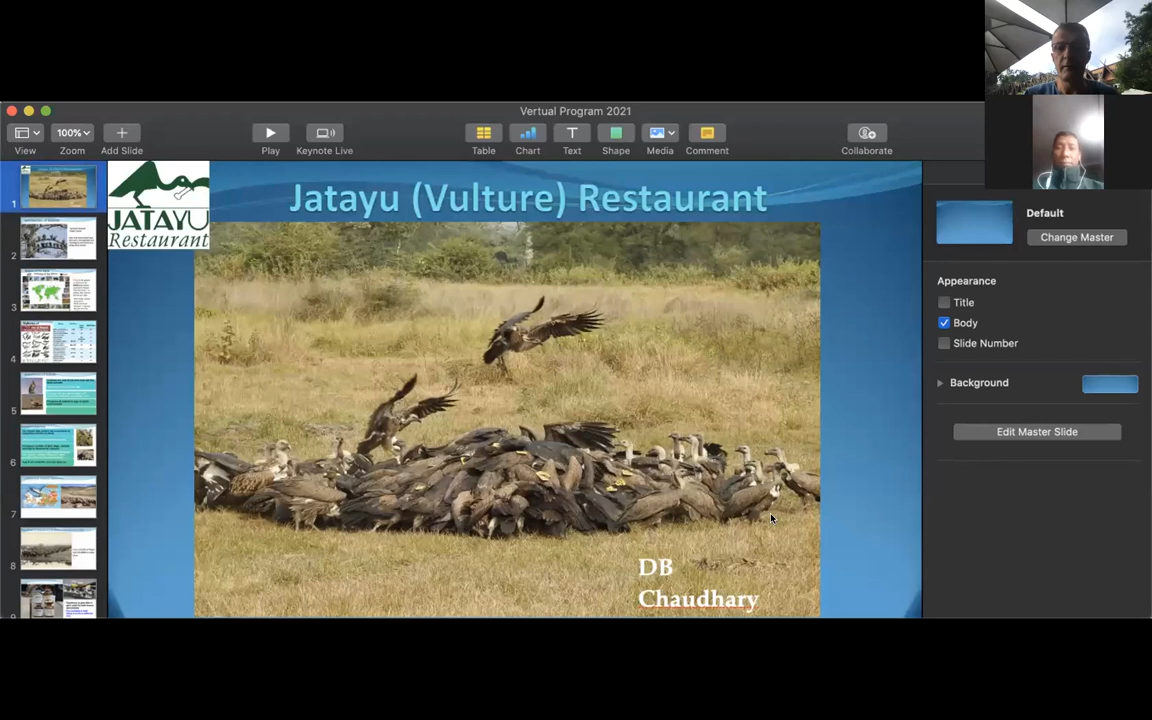 Vertual Program 2021
100%
View
Zoom
Add Slide
Play
Keynote Live
Table
Chart
Text
Shape
Media
Comment
Collaborate
T
1
2
3
4
5
6
7
8
JATAYU
Restaurant
Jatayu (Vulture) Restaurant
DB
Chaudhary
Default
Change Master
Appearance
Title
Body
Slide Number
Background
Edit Master Slide